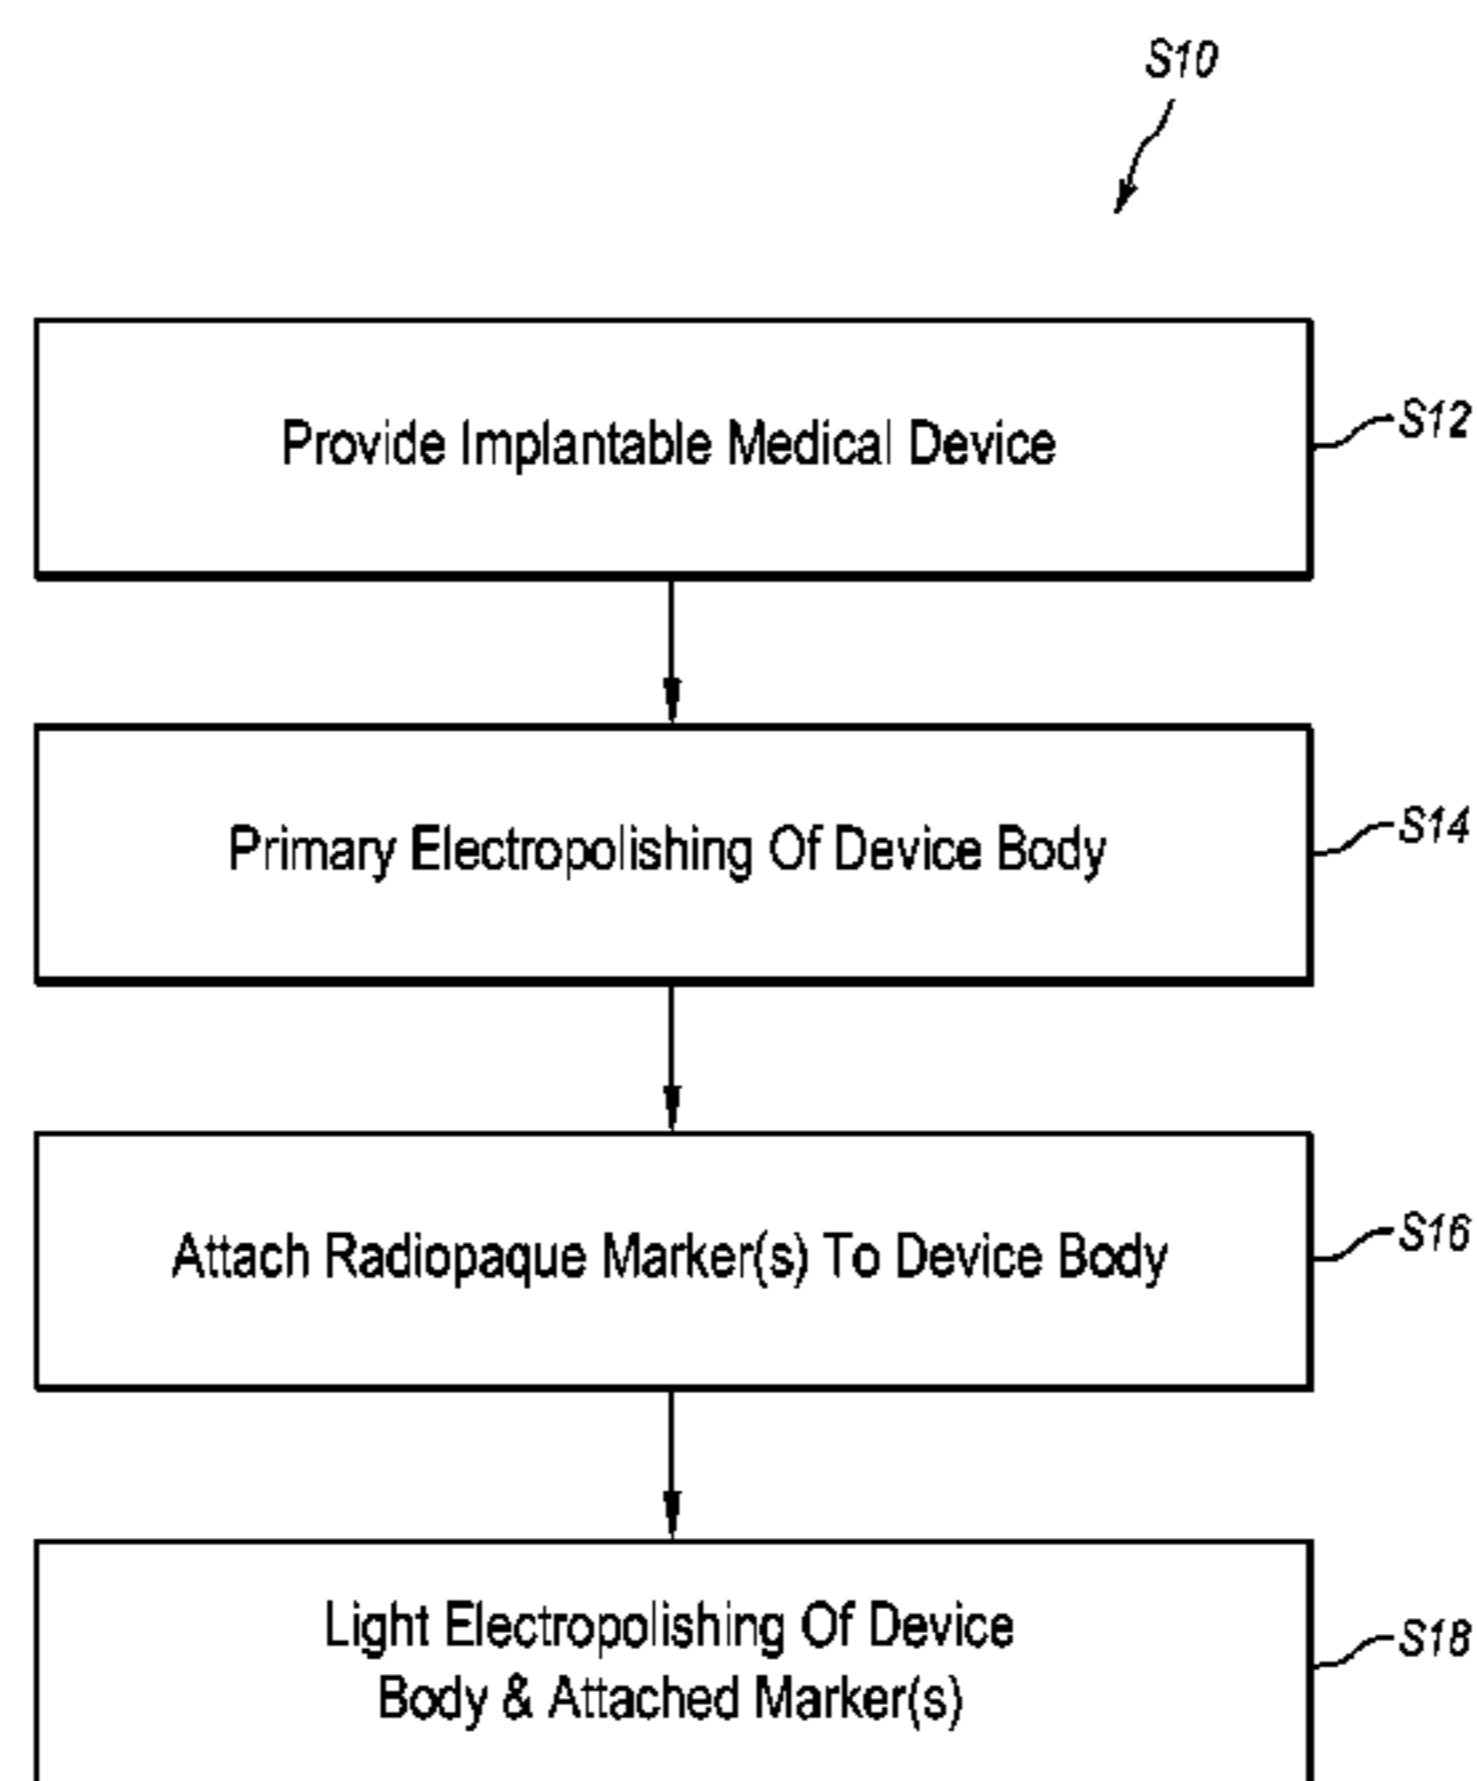 S10
Provide Implantable Medical Device
S12
Primary Electropolishing Of Device Body
S14
Attach Radiopaque Marker(s) To Device Body
S16
Light Electropolishing Of Device
Body & Attached Marker(s)
S18